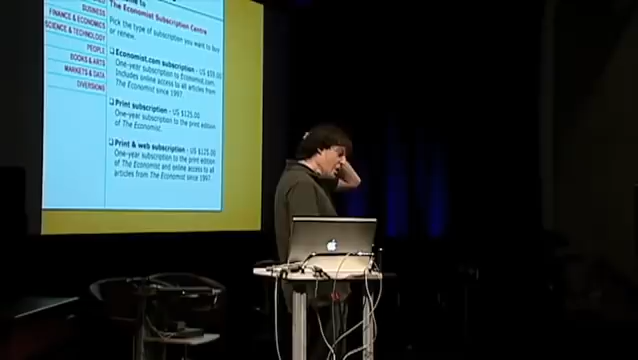 The Economist Subscription Centre
Pick the type of subscription you want to buy
or renew.
BUSINESS
FINANCE & ECONOMICS
SCIENCE & TECHNOLOGY
PEOPLE
BOOKS & ARTS
MARKETS & DATA
DIVERSIONS
Economist.com subscription - US
One-year subscription to Economist.com.
Includes online access to all articles from
The Economist since 1997.
Print subscription - US $125.00
One-year subscription to the print edition
of The Economist.
Print & web subscription - US $125.00
One-year subscription to the print edition
of The Economist and online access to all
articles from The Economist since 1997.